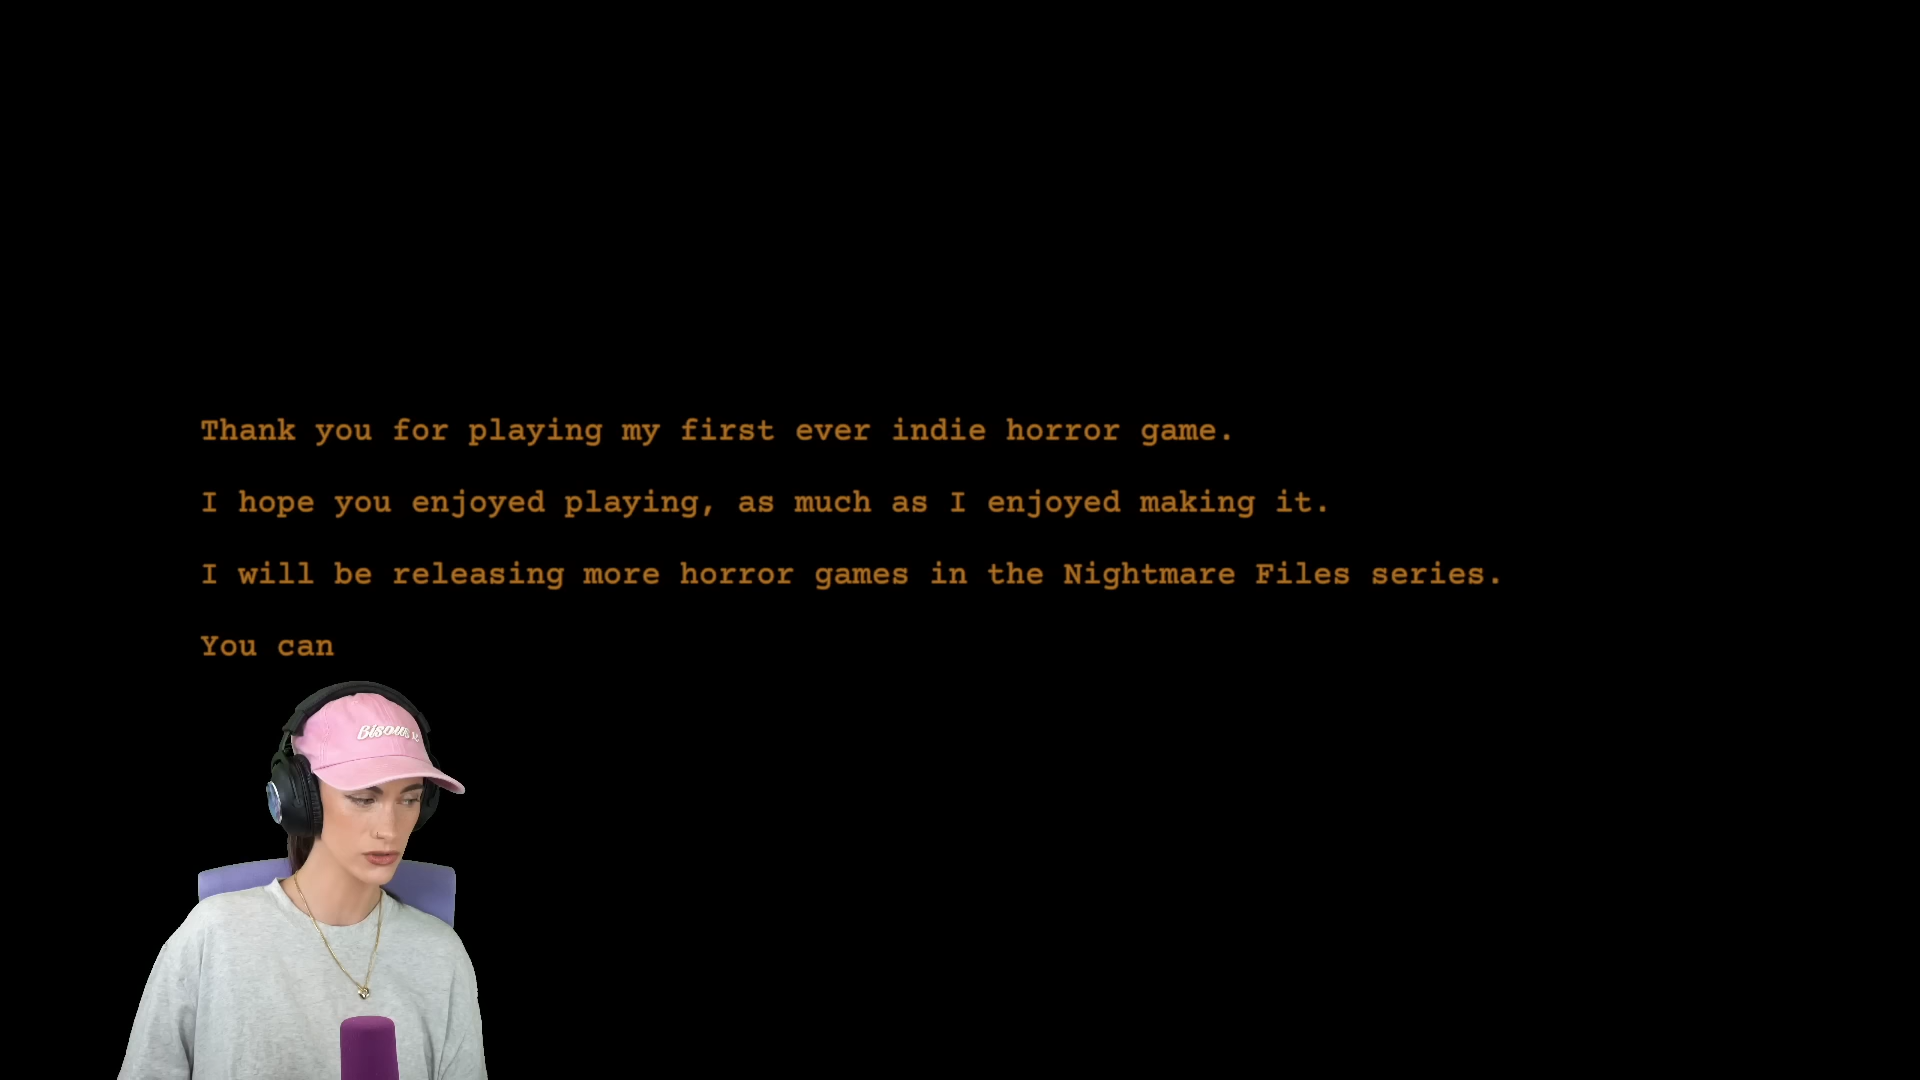 Thank you for playing my first ever indie horror game.
I hope you enjoyed playing, as much as I enjoyed making it.
I will be releasing more horror games in the Nightmare Files series.
You can
Bisous